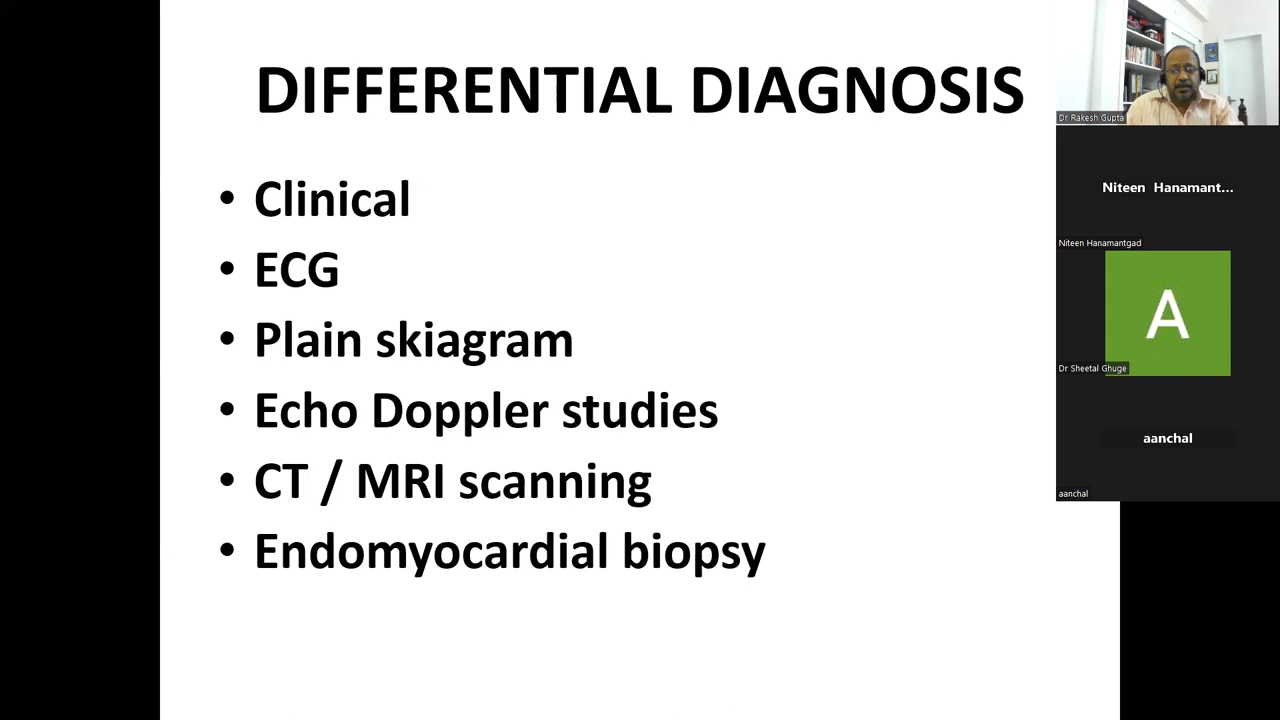 DIFFERENTIAL DIAGNOSIS
• Clinical
• ECG
• Plain skiagram
• Echo Doppler studies
• CT / MRI scanning
• Endomyocardial biopsy
Dr Rakesh Gupta
Niteen Hanamant...
Niteen Hanamantgad
A
Dr Sheetal Ghuge
aanchal
aanchal